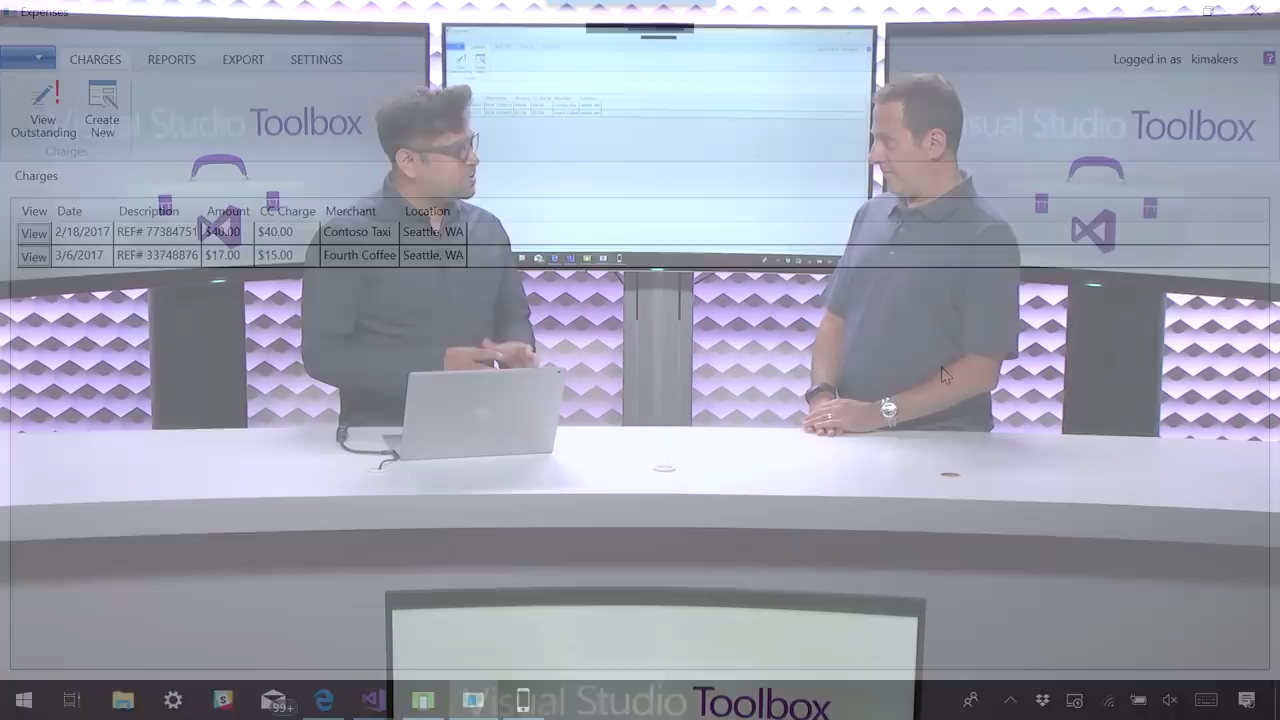 Expenses
CHARGES REPORTS EXPORT SETTINGS
Logged in as kimakers
View Outstanding
Create New
Charges
Visual Studio Toolbox
Visual Studio Toolbox
Charges
View Date Description Amount CC Charge Merchant Location
View 2/18/2017 REF# 77384751 $40.00 $40.00 Contoso Taxi Seattle, WA
View 3/6/2017 REF# 33748876 $17.00 $15.00 Fourth Coffee Seattle, WA
99+
Visual Studio Toolbox